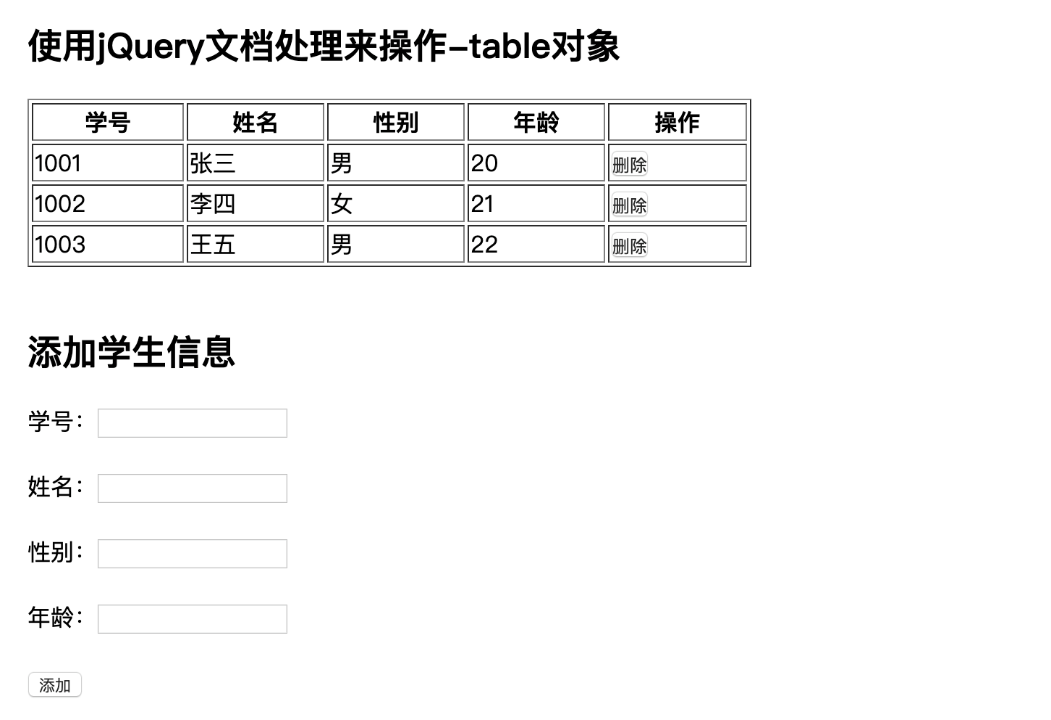 使用jQuery文档处理来操作-table对象
学号 姓名 性别 年龄 操作
1001 张三 男 20 删除
1002 李四 女 21 删除
1003 王五 男 22 删除
添加学生信息
学号：
姓名：
性别：
年龄：
添加